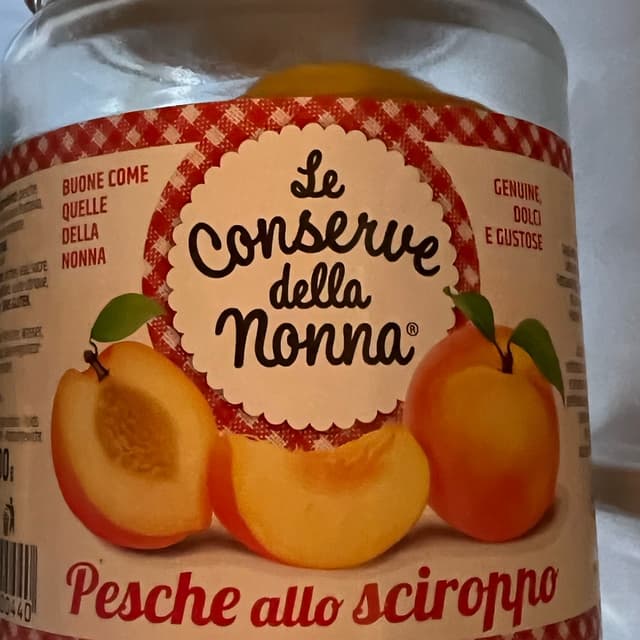 Le
Conserve
della
Nonna®
BUONE COME
QUELLE
DELLA
NONNA
GENUINE,
DOLCI
E GUSTOSE
Pesche allo sciroppo